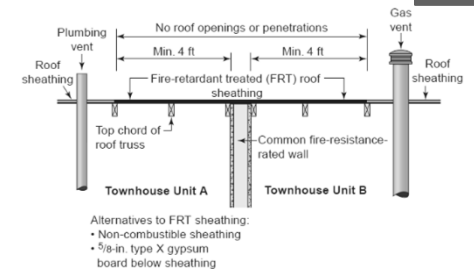 Gas
vent
Plumbing
vent
No roof openings or penetrations
Min. 4 ft
Min. 4 ft
Roof
sheathing
Roof
sheathing
Fire-retardant treated (FRT) roof
sheathing
Top chord of
roof truss
Common fire-resistance-
rated wall
Townhouse Unit A
Townhouse Unit B
Alternatives to FRT sheathing:
• Non-combustible sheathing
• 5/8-in. type X gypsum
board below sheathing